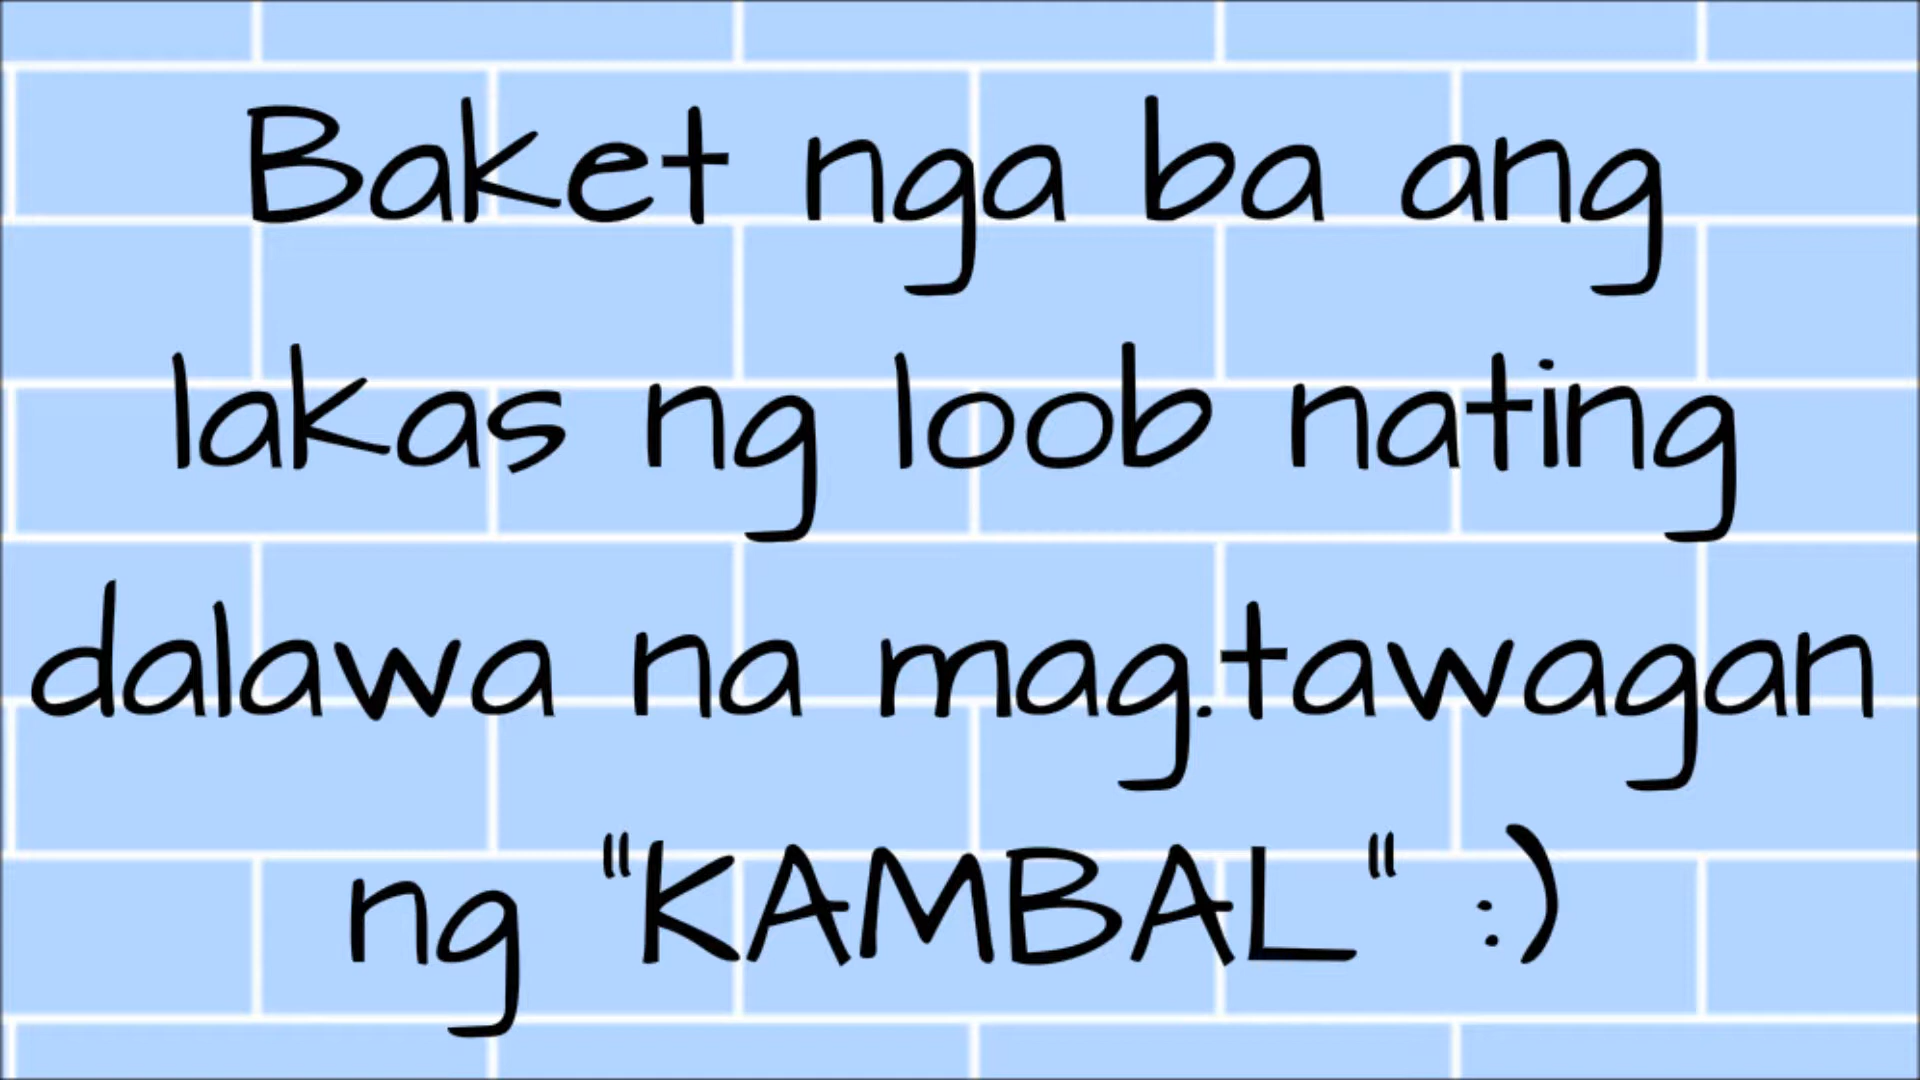 Baket nga ba ang
lakas ng loob nating
dalawa na mag.tawagan
ng "KAMBAL" :)